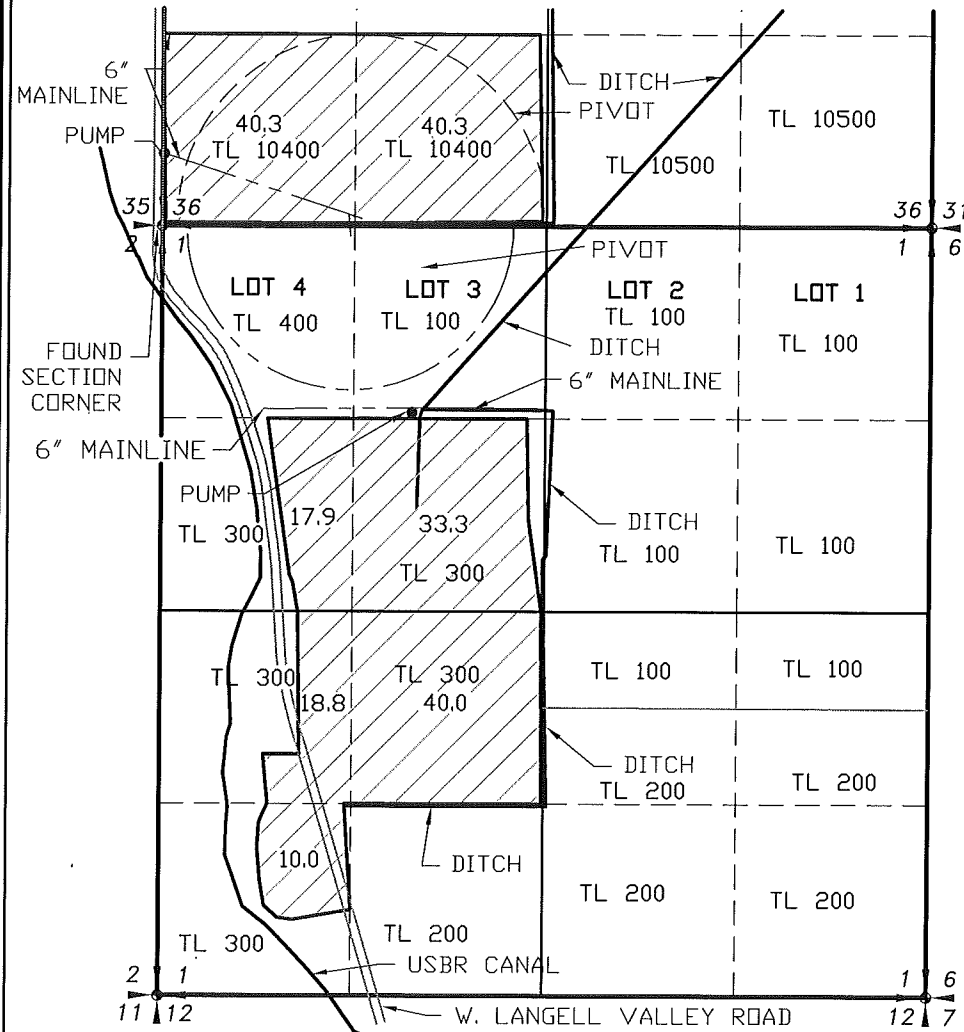 6"
MAINLINE
PUMP
DITCH
PIVOT
40.3
TL 10400
40.3
TL 10400
TL 10500
TL 10500
35 36
2 1
36 31
1 6
PIVOT
LOT 4
TL 400
LOT 3
TL 100
LOT 2
TL 100
LOT 1
TL 100
DITCH
FOUND
SECTION
CORNER
6" MAINLINE
6" MAINLINE
PUMP
TL 300
17.9
33.3
TL 300
DITCH
TL 100
TL 100
TL 300
18.8
TL 300
40.0
TL 100
TL 100
DITCH
TL 200
TL 200
10.0
DITCH
TL 200
TL 200
TL 300
TL 200
USBR CANAL
2 1
11 12
1 6
12 7
W. LANGELL VALLEY ROAD